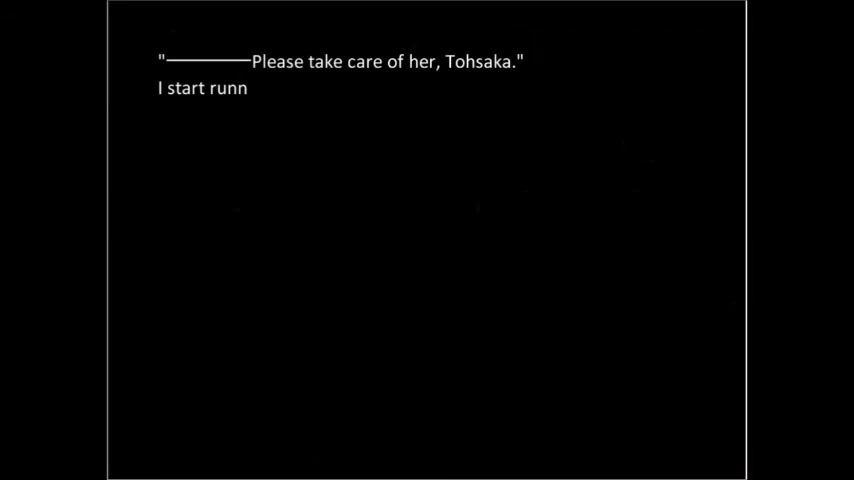 "————Please take care of her, Tohsaka."
I start runn